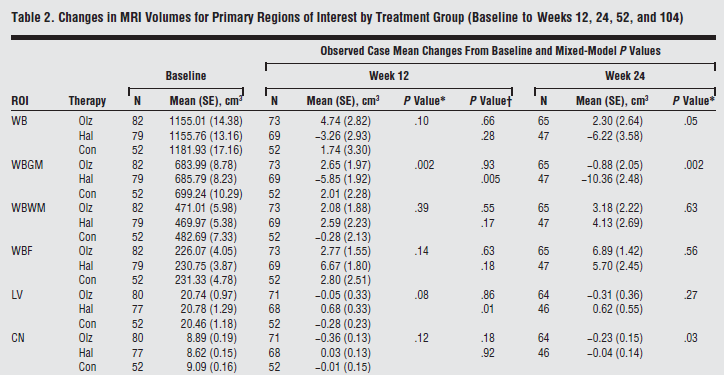 Table 2. Changes in MRI Volumes for Primary Regions of Interest by Treatment Group (Baseline to Weeks 12, 24, 52, and 104)
Observed Case Mean Changes From Baseline and Mixed-Model P Values
Baseline Week 12 Week 24
ROI Therapy N Mean (SE), cm³ N Mean (SE), cm³ P Value* P Value† N Mean (SE), cm³ P Value*
WB Olz 82 1155.01 (14.38) 73 4.74 (2.82) .10 .66 65 2.30 (2.64) .05
Hal 79 1155.76 (13.16) 69 −3.26 (2.93) .28 47 −6.22 (3.58)
Con 52 1181.93 (17.16) 52 1.74 (3.30)
WBGM Olz 82 683.99 (8.78) 73 2.65 (1.97) .002 .93 65 −0.88 (2.05) .002
Hal 79 685.79 (8.23) 69 −5.85 (1.92) .005 47 −10.36 (2.48)
Con 52 699.24 (10.29) 52 2.01 (2.28)
WBWM Olz 82 471.01 (5.98) 73 2.08 (1.88) .39 .55 65 3.18 (2.22) .63
Hal 79 469.97 (5.38) 69 2.59 (2.23) .17 47 4.13 (2.69)
Con 52 482.69 (7.33) 52 −0.28 (2.13)
WBF Olz 82 226.07 (4.05) 73 2.77 (1.55) .14 .63 65 6.89 (1.42) .56
Hal 79 230.75 (3.87) 69 6.67 (1.80) .18 47 5.70 (2.45)
Con 52 231.33 (4.78) 52 2.80 (2.51)
LV Olz 80 20.74 (0.97) 71 −0.05 (0.33) .08 .86 64 −0.31 (0.36) .27
Hal 77 20.78 (1.29) 68 0.68 (0.33) .01 46 0.62 (0.55)
Con 52 20.46 (1.18) 52 −0.28 (0.23)
CN Olz 80 8.89 (0.19) 71 −0.36 (0.13) .12 .18 64 −0.23 (0.15) .03
Hal 77 8.62 (0.15) 68 0.03 (0.13) .92 46 −0.04 (0.14)
Con 52 9.09 (0.16) 52 −0.01 (0.15)